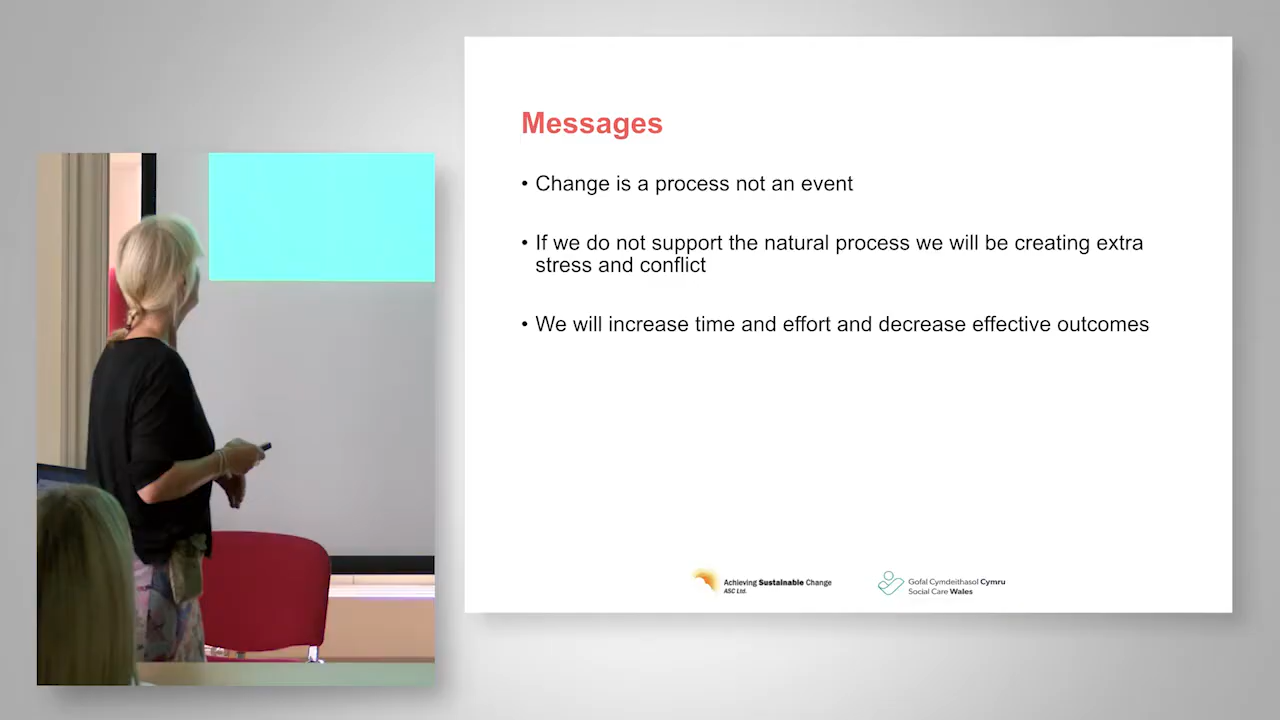 Messages
• Change is a process not an event
• If we do not support the natural process we will be creating extra
stress and conflict
• We will increase time and effort and decrease effective outcomes
Achieving Sustainable Change
ASC Ltd.
Gofal Cymdeithasol Cymru
Social Care Wales